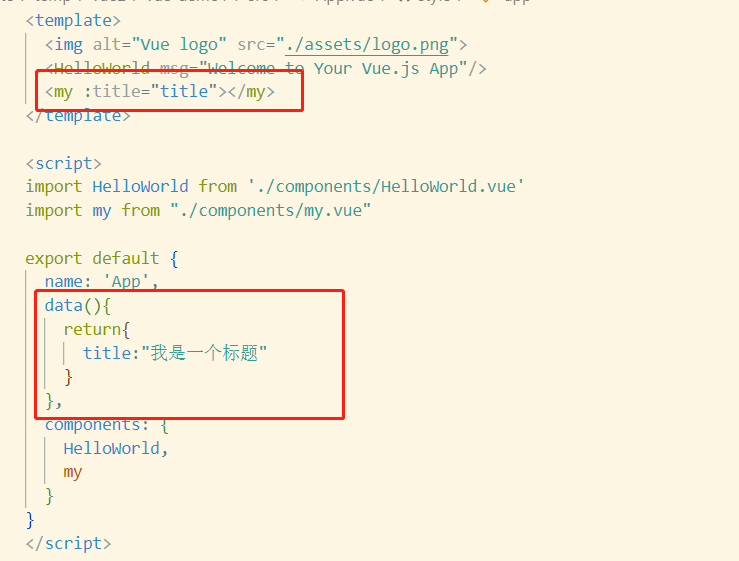 <template>
<img alt="Vue logo" src="./assets/logo.png">
<HelloWorld msg="Welcome to Your Vue.js App"/>
<my :title="title"></my>
</template>
<script>
import HelloWorld from './components/HelloWorld.vue'
import my from "./components/my.vue"
export default {
name: 'App',
data(){
return{
title:"我是一个标题"
}
},
components: {
HelloWorld,
my
}
}
</script>